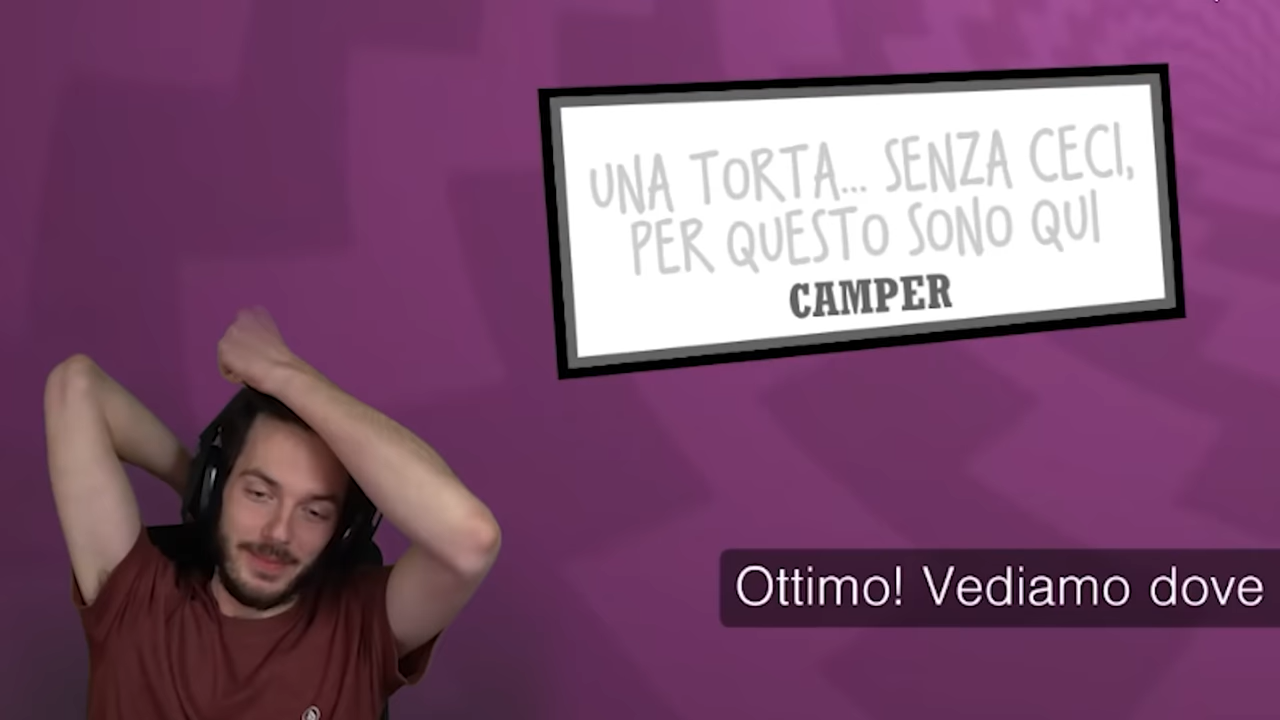 UNA TORTA... SENZA CECI,
PER QUESTO SONO QUI
CAMPER
Ottimo! Vediamo dove